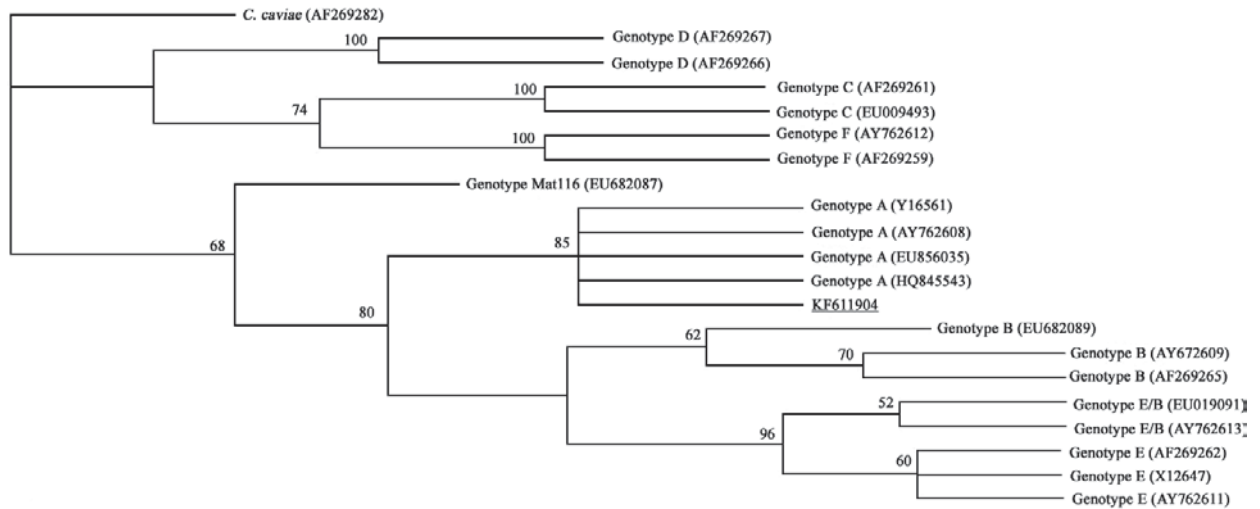 C. caviae (AF269282)
100
Genotype D (AF269267)
Genotype D (AF269266)
74
100
Genotype C (AF269261)
Genotype C (EU009493)
100
Genotype F (AY762612)
Genotype F (AF269259)
68
Genotype Mat116 (EU682087)
80
85
Genotype A (Y16561)
Genotype A (AY762608)
Genotype A (EU856035)
Genotype A (HQ845543)
KF611904
62
Genotype B (EU682089)
70
Genotype B (AY672609)
Genotype B (AF269265)
96
52
Genotype E/B (EU019091)
Genotype E/B (AY762613)
60
Genotype E (AF269262)
Genotype E (X12647)
Genotype E (AY762611)